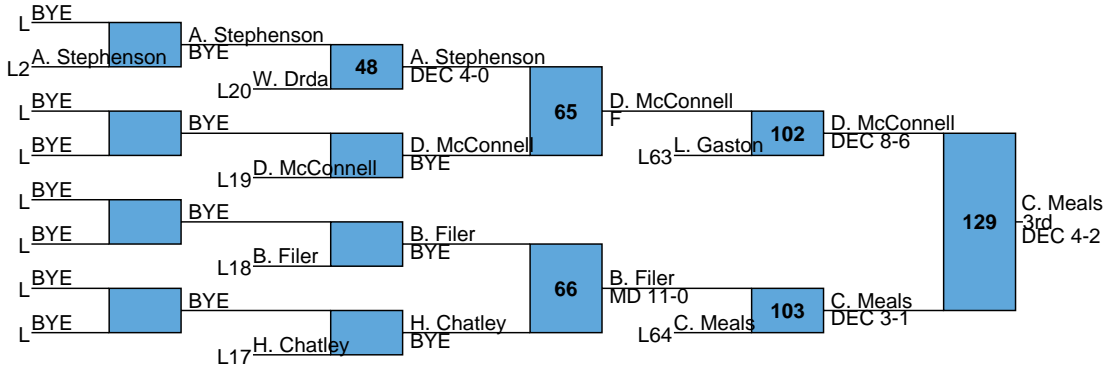 L BYE
L2 A. Stephenson
A. Stephenson
BYE
L20 W. Drda
48
A. Stephenson
DEC 4-0
L BYE
L BYE
BYE
L19 D. McConnell
D. McConnell
BYE
65
D. McConnell
F
L63 L. Gaston
102
D. McConnell
DEC 8-6
L BYE
L BYE
BYE
L18 B. Filer
B. Filer
BYE
L BYE
L BYE
BYE
L17 H. Chatley
H. Chatley
BYE
66
B. Filer
MD 11-0
L64 C. Meals
103
C. Meals
DEC 3-1
129
C. Meals
3rd
DEC 4-2